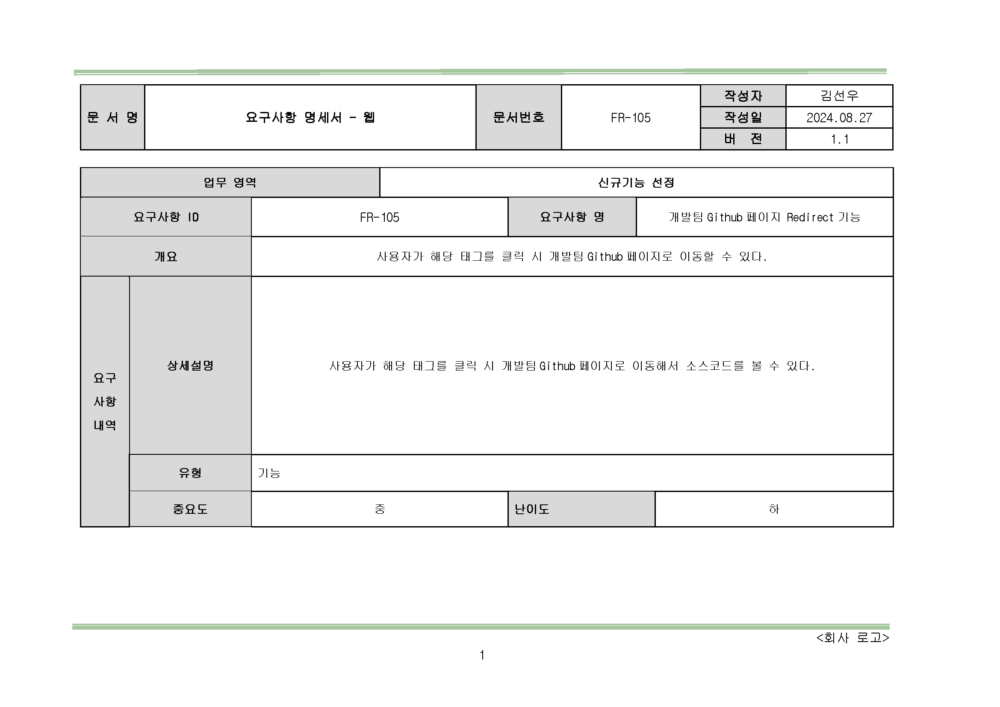 문 서 명
요구사항 명세서 - 웹
문서번호
FR-105
작성자
김선우
작성일
2024.08.27
버 전
1.1
업무 영역
신규기능 선정
요구사항 ID
FR-105
요구사항 명
개발팀 Github 페이지 Redirect 기능
개요
사용자가 해당 태그를 클릭 시 개발팀 Github 페이지로 이동할 수 있다.
요구
사항
내역
상세설명
사용자가 해당 태그를 클릭 시 개발팀 Github 페이지로 이동해서 소스코드를 볼 수 있다.
유형
기능
중요도
중
난이도
하
<회사 로고>
1